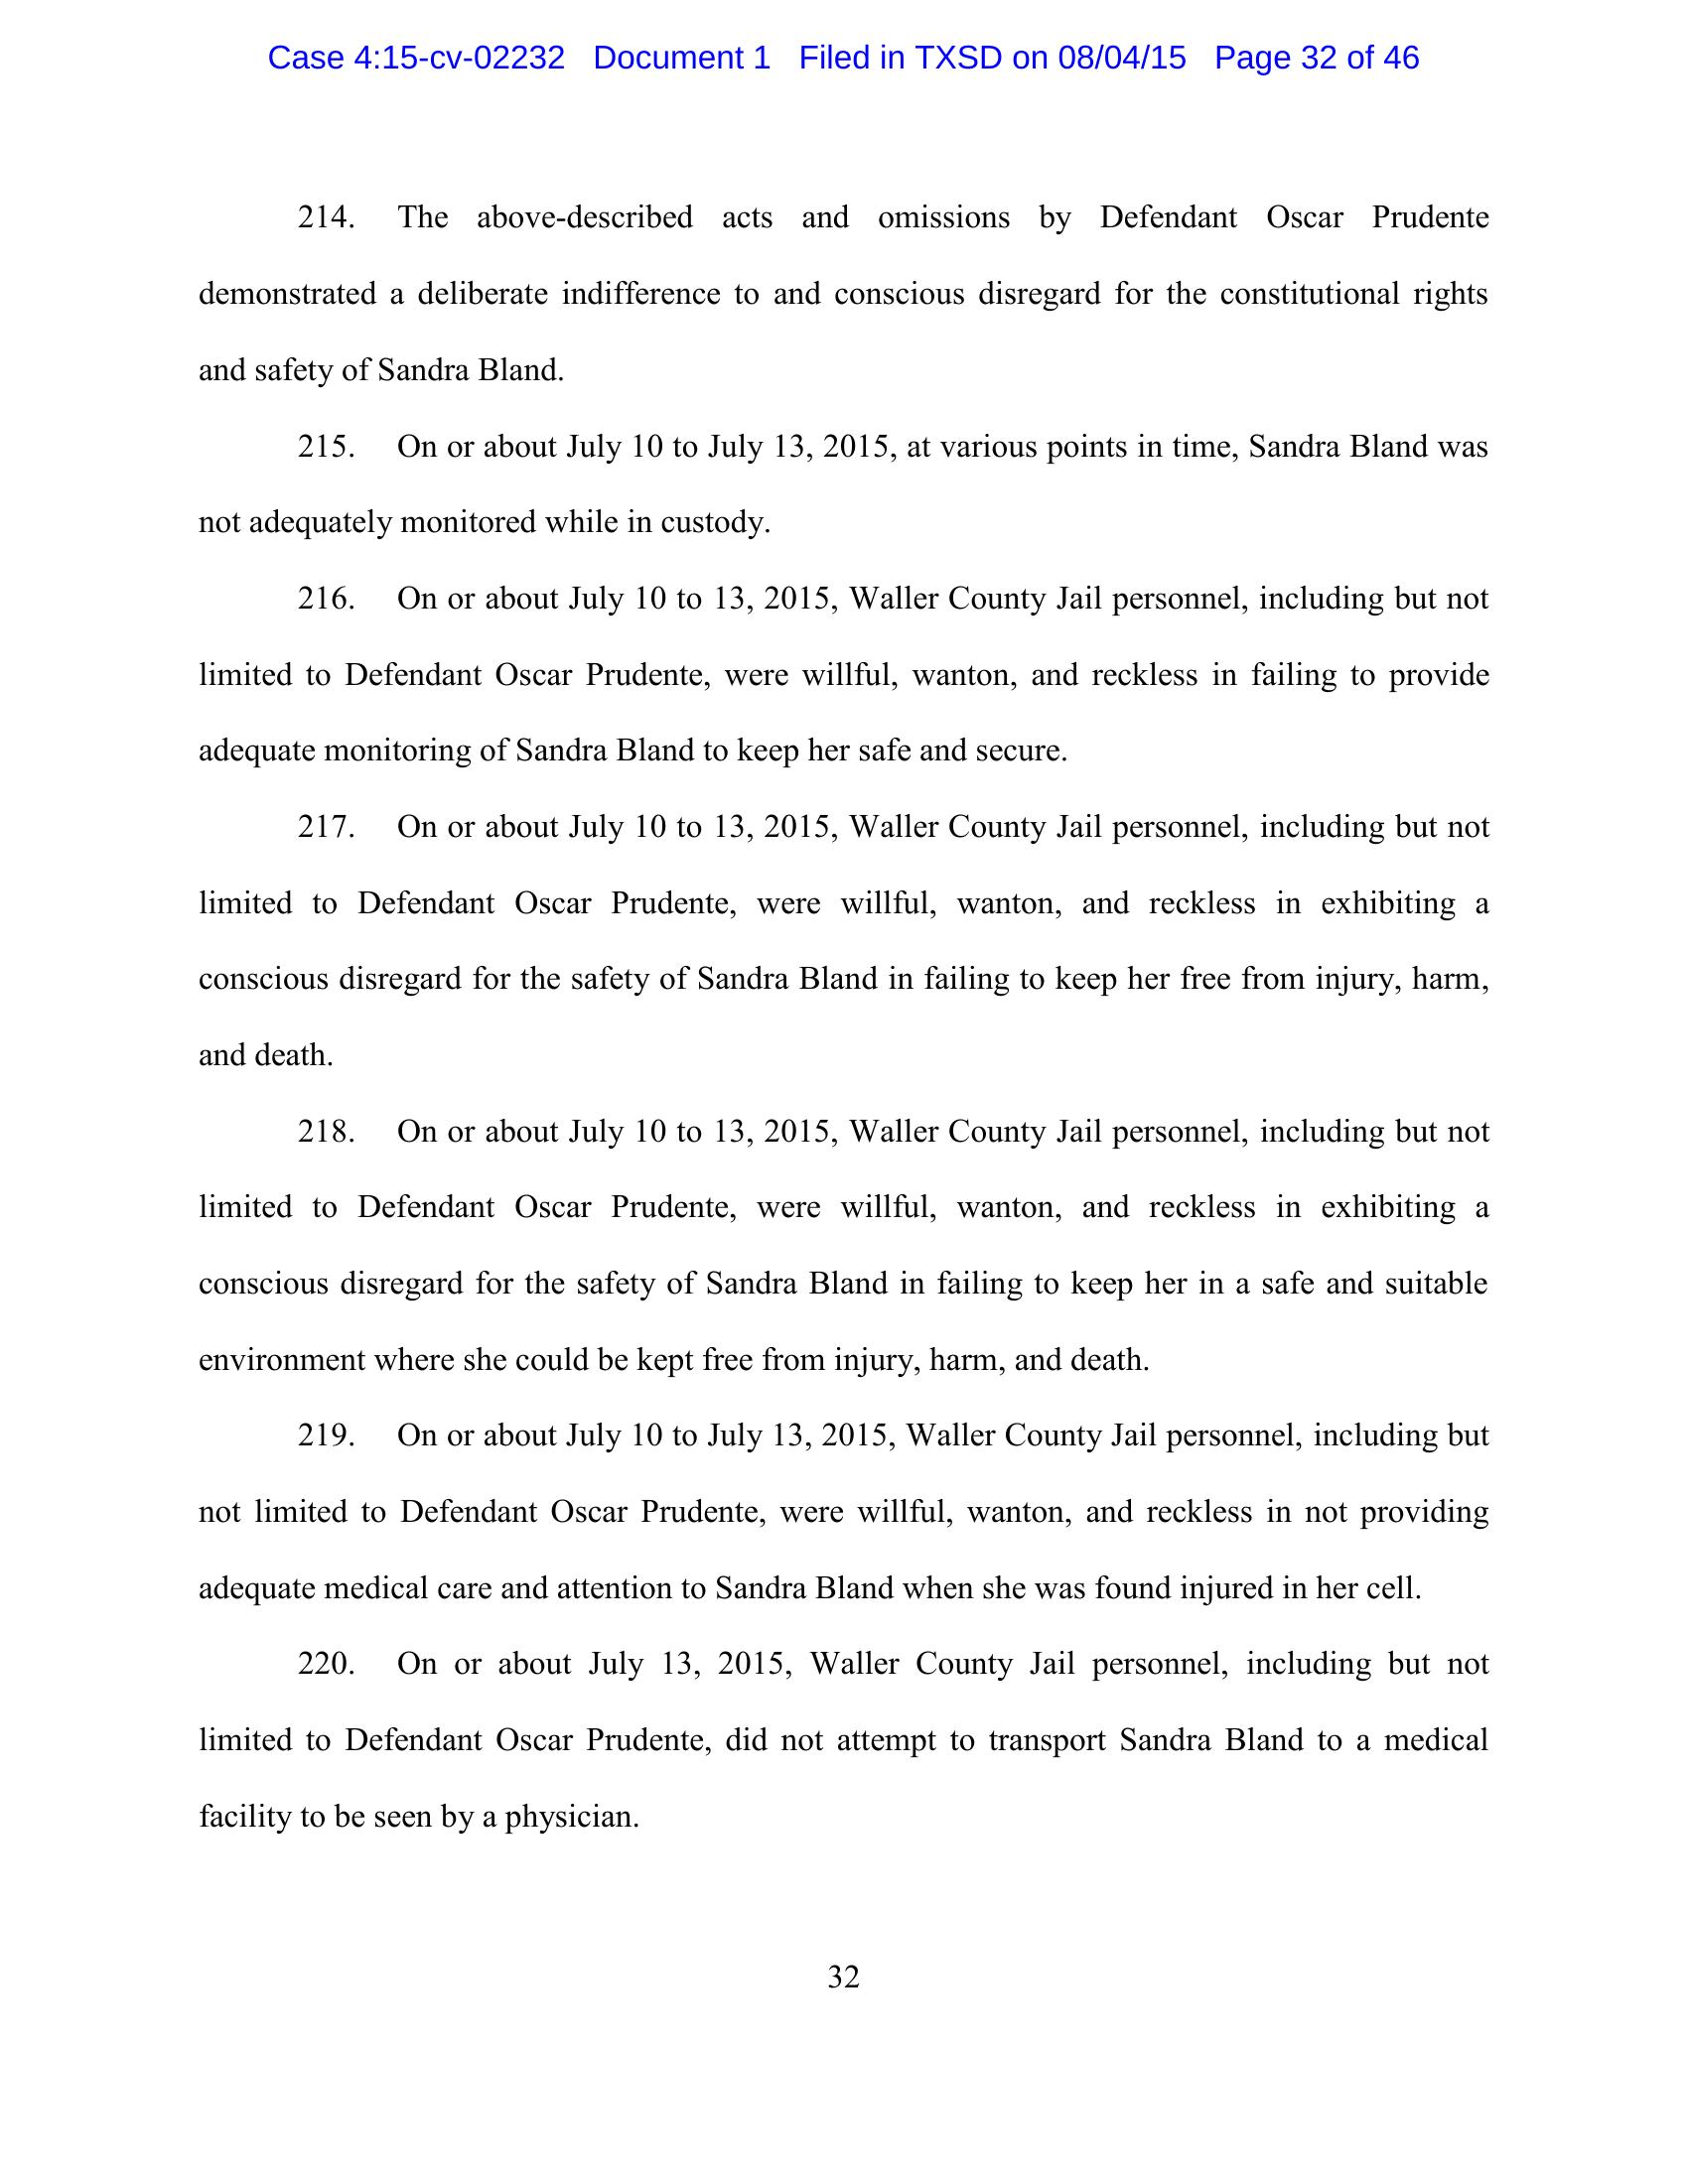 Case 4:15-cv-02232 Document 1 Filed in TXSD on 08/04/15 Page 32 of 46
214. The above-described acts and omissions by Defendant Oscar Prudente
demonstrated a deliberate indifference to and conscious disregard for the constitutional rights
and safety of Sandra Bland.
215. On or about July 10 to July 13, 2015, at various points in time, Sandra Bland was
not adequately monitored while in custody.
216. On or about July 10 to 13, 2015, Waller County Jail personnel, including but not
limited to Defendant Oscar Prudente, were willful, wanton, and reckless in failing to provide
adequate monitoring of Sandra Bland to keep her safe and secure.
217. On or about July 10 to 13, 2015, Waller County Jail personnel, including but not
limited to Defendant Oscar Prudente, were willful, wanton, and reckless in exhibiting a
conscious disregard for the safety of Sandra Bland in failing to keep her free from injury, harm,
and death.
218. On or about July 10 to 13, 2015, Waller County Jail personnel, including but not
limited to Defendant Oscar Prudente, were willful, wanton, and reckless in exhibiting a
conscious disregard for the safety of Sandra Bland in failing to keep her in a safe and suitable
environment where she could be kept free from injury, harm, and death.
219. On or about July 10 to July 13, 2015, Waller County Jail personnel, including but
not limited to Defendant Oscar Prudente, were willful, wanton, and reckless in not providing
adequate medical care and attention to Sandra Bland when she was found injured in her cell.
220. On or about July 13, 2015, Waller County Jail personnel, including but not
limited to Defendant Oscar Prudente, did not attempt to transport Sandra Bland to a medical
facility to be seen by a physician.
32